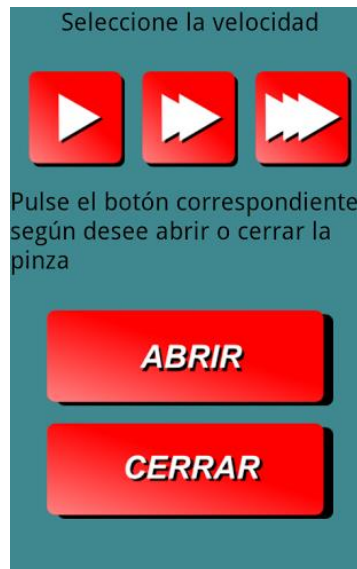 Seleccione la velocidad
Pulse el botón correspondiente
según desee abrir o cerrar la
pinza
ABRIR
CERRAR